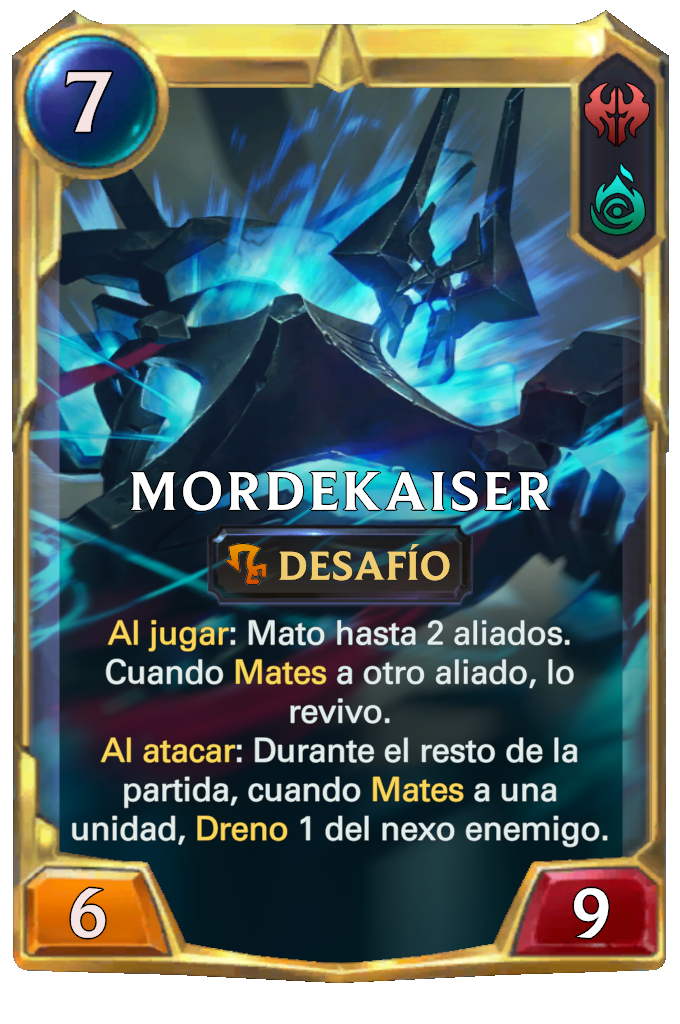 7
MORDEKAISER
DESAFÍO
Al jugar: Mato hasta 2 aliados.
Cuando Mates a otro aliado, lo
revivo.
Al atacar: Durante el resto de la
partida, cuando Mates a una
unidad, Dreno 1 del nexo enemigo.
6
9